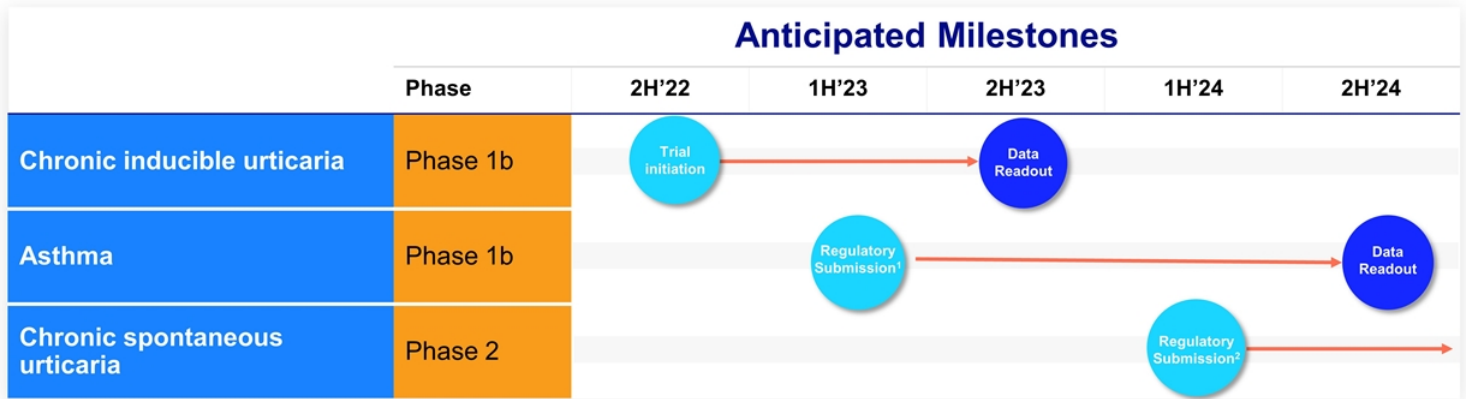 Anticipated Milestones
Phase 2H’22 1H’23 2H’23 1H’24 2H’24
Chronic inducible urticaria Phase 1b
Trial
initiation
Data
Readout
Asthma Phase 1b
Regulatory
Submission¹
Data
Readout
Chronic spontaneous
urticaria
Phase 2
Regulatory
Submission²